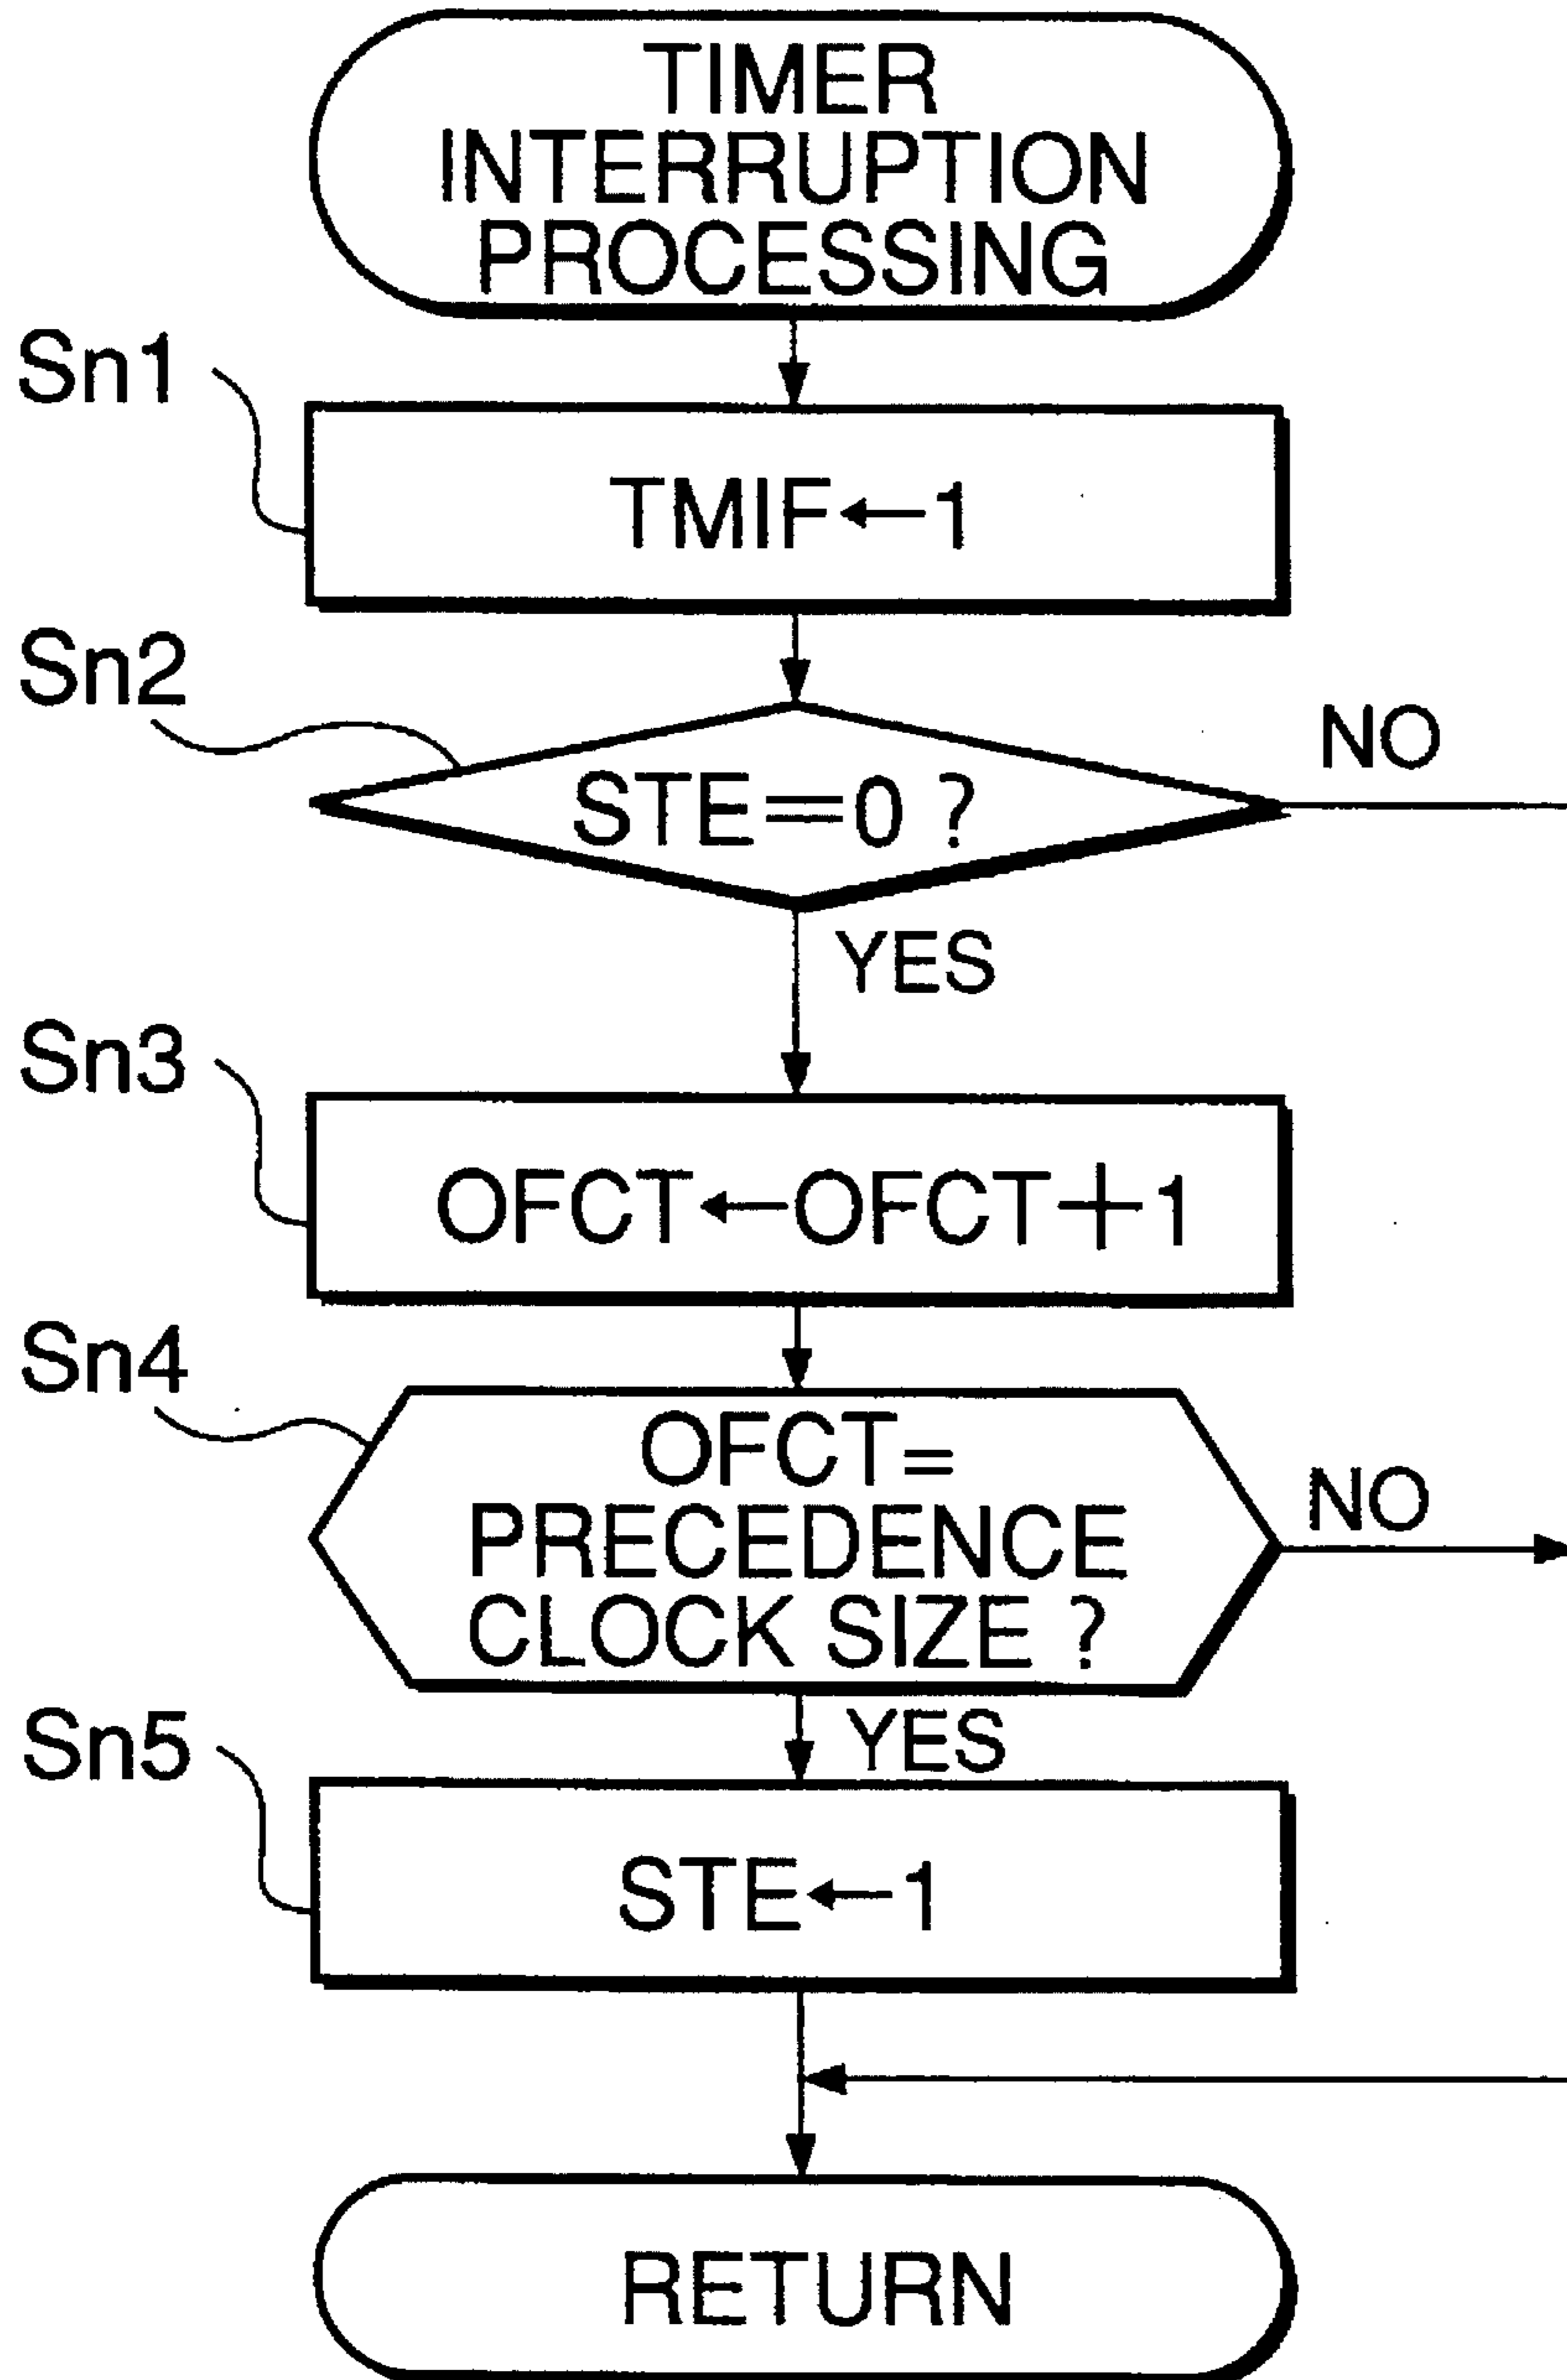 TIMER
INTERRUPTION
PROCESSING
Sn1
TMIF←1
Sn2
STE=0 ?
NO
YES
Sn3
OFCT←OFCT+1
Sn4
OFCT=
PRECEDENCE
CLOCK SIZE ?
NO
YES
Sn5
STE←1
RETURN